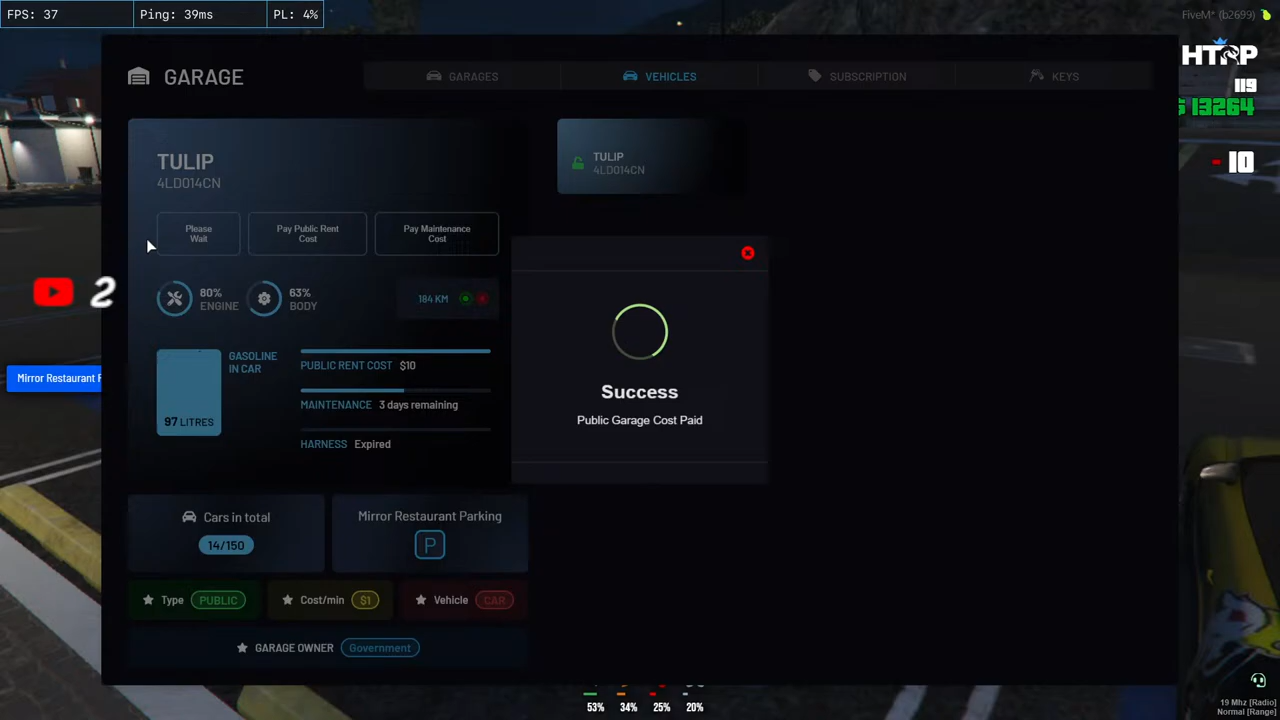 FPS: 37 Ping: 39ms PL: 4%
FiveM* (b2699)
HTRP
119
$ 13264
- 10
GARAGE
GARAGES
VEHICLES
SUBSCRIPTION
KEYS
TULIP
4LD014CN
Please
Wait
Pay Public Rent
Cost
Pay Maintenance
Cost
80%
ENGINE
63%
BODY
184 KM
GASOLINE
IN CAR
97 LITRES
PUBLIC RENT COST $10
MAINTENANCE 3 days remaining
HARNESS Expired
TULIP
4LD014CN
Success
Public Garage Cost Paid
2
Mirror Restaurant
Cars in total
14/150
Mirror Restaurant Parking
P
Type PUBLIC
Cost/min $1
Vehicle CAR
GARAGE OWNER Government
53% 34% 25% 20%
19 Mhz [Radio]
Normal [Range]